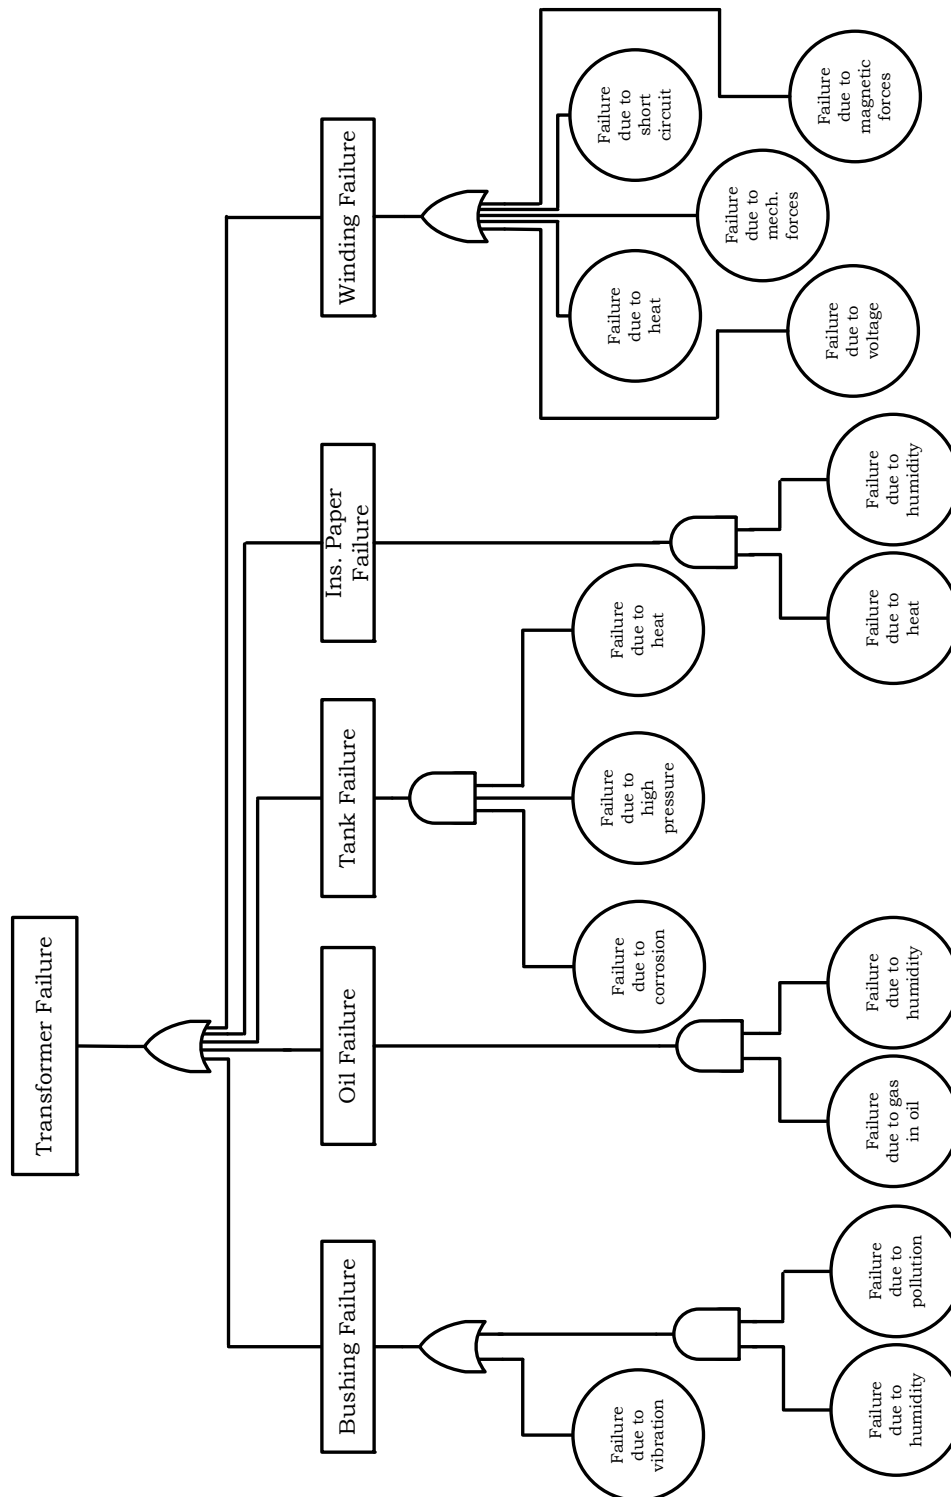 Transformer Failure
Bushing Failure
Oil Failure
Tank Failure
Ins. Paper
Failure
Winding Failure
Failure
due to
vibration
Failure
due to
humidity
Failure
due to
pollution
Failure
due to gas
in oil
Failure
due to
humidity
Failure
due to
corrosion
Failure
due to
high
pressure
Failure
due to
heat
Failure
due to
heat
Failure
due to
humidity
Failure
due to
voltage
Failure
due to
heat
Failure
due to
mech.
forces
Failure
due to
short
circuit
Failure
due to
magnetic
forces